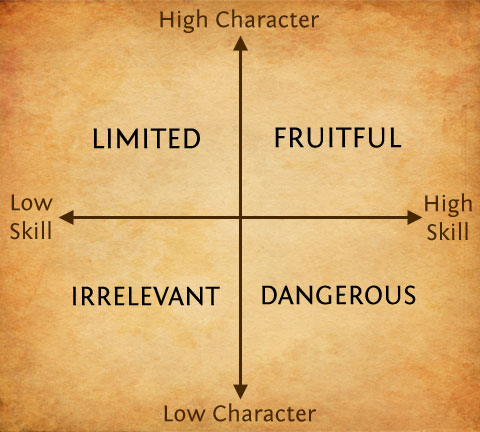 High Character
LIMITED
FRUITFUL
Low
Skill
High
Skill
IRRELEVANT
DANGEROUS
Low Character